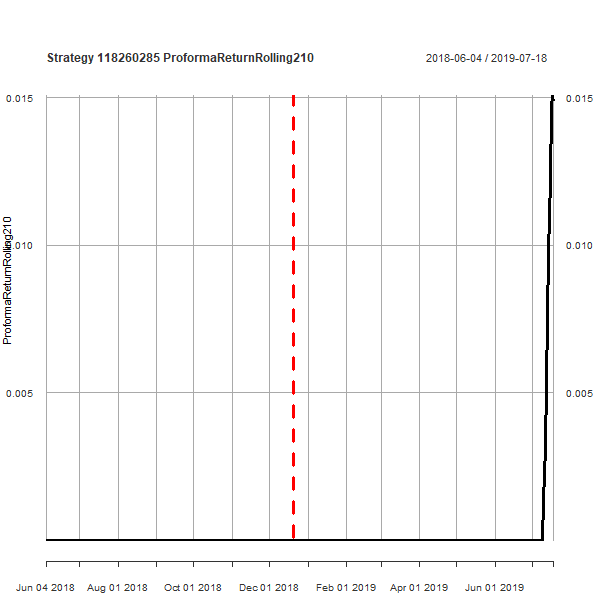 Strategy 118260285 ProformaReturnRolling210
2018-06-04 / 2019-07-18
0.015
0.015
0.010
0.010
0.005
0.005
ProformaReturnRolling210
Jun 04 2018
Aug 01 2018
Oct 01 2018
Dec 01 2018
Feb 01 2019
Apr 01 2019
Jun 01 2019